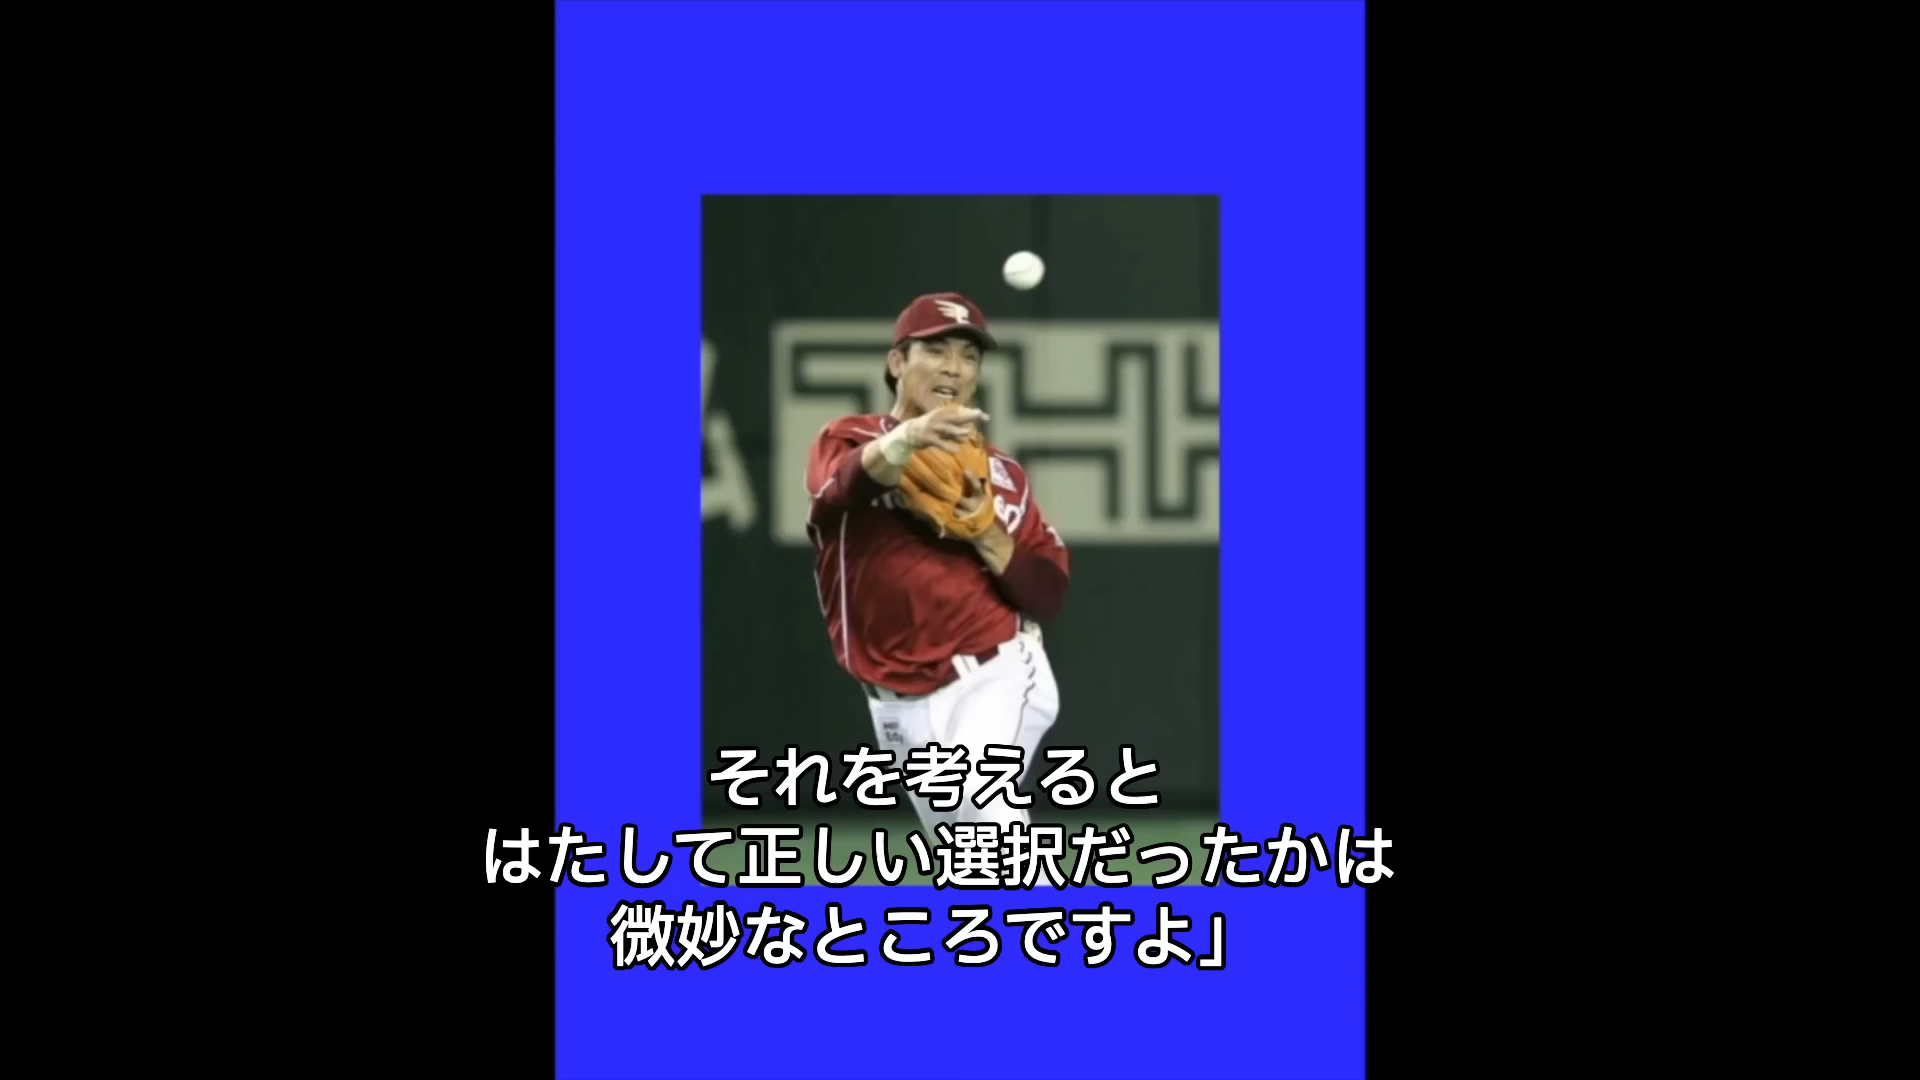 それを考えると
はたして正しい選択だったかは
微妙なところですよ」